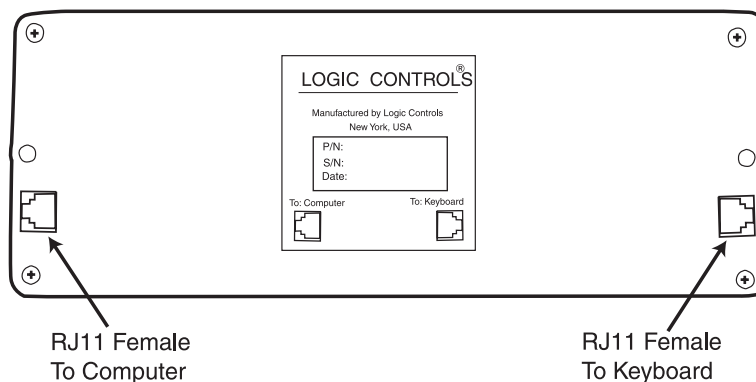 LOGIC CONTROLS®
Manufactured by Logic Controls
New York, USA
P/N:
S/N:
Date:
To: Computer To: Keyboard
RJ11 Female
To Computer
RJ11 Female
To Keyboard